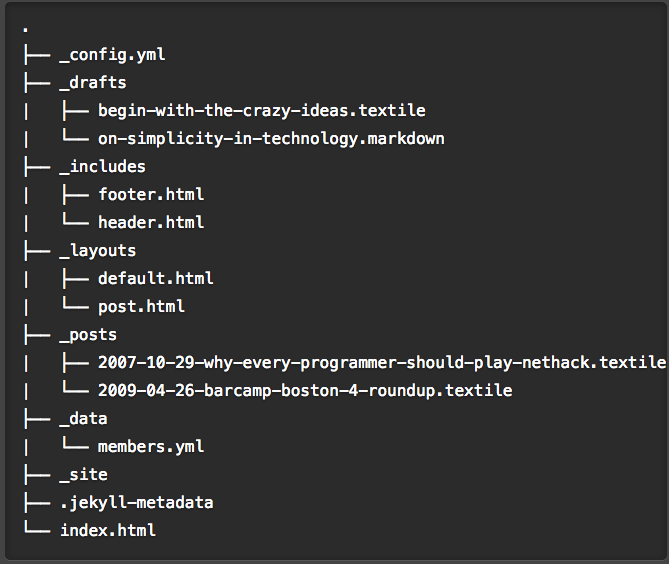 .
├── _config.yml
├── _drafts
|   ├── begin-with-the-crazy-ideas.textile
|   └── on-simplicity-in-technology.markdown
├── _includes
|   ├── footer.html
|   └── header.html
├── _layouts
|   ├── default.html
|   └── post.html
├── _posts
|   ├── 2007-10-29-why-every-programmer-should-play-nethack.textile
|   └── 2009-04-26-barcamp-boston-4-roundup.textile
├── _data
|   └── members.yml
├── _site
├── .jekyll-metadata
└── index.html